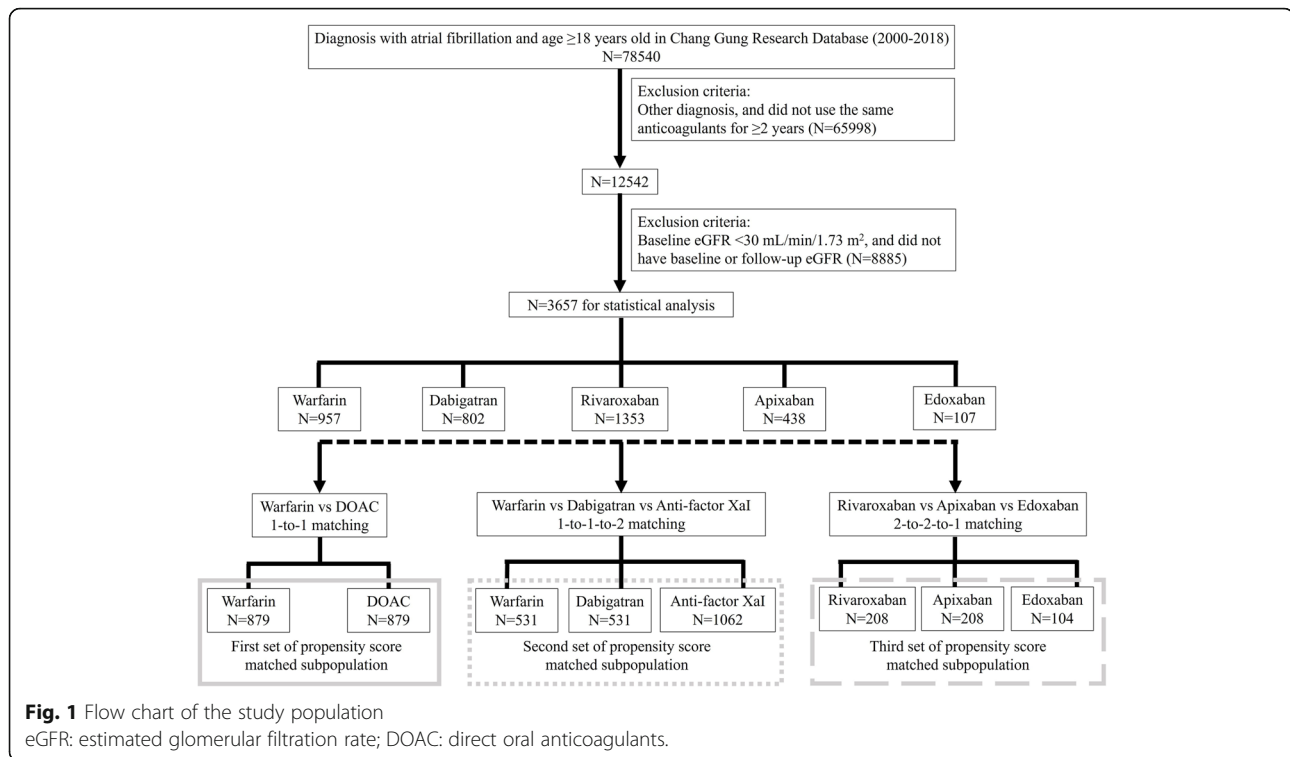 Diagnosis with atrial fibrillation and age ≥18 years old in Chang Gung Research Database (2000-2018)
N=78540
Exclusion criteria:
Other diagnosis, and did not use the same
anticoagulants for ≥2 years (N=65998)
N=12542
Exclusion criteria:
Baseline eGFR <30 mL/min/1.73 m², and did not
have baseline or follow-up eGFR (N=8885)
N=3657 for statistical analysis
Warfarin
N=957
Dabigatran
N=802
Rivaroxaban
N=1353
Apixaban
N=438
Edoxaban
N=107
Warfarin vs DOAC
1-to-1 matching
Warfarin vs Dabigatran vs Anti-factor XaI
1-to-1-to-2 matching
Rivaroxaban vs Apixaban vs Edoxaban
2-to-2-to-1 matching
Warfarin
N=879
DOAC
N=879
First set of propensity score
matched subpopulation
Warfarin
N=531
Dabigatran
N=531
Anti-factor XaI
N=1062
Second set of propensity score
matched subpopulation
Rivaroxaban
N=208
Apixaban
N=208
Edoxaban
N=104
Third set of propensity score
matched subpopulation
Fig. 1 Flow chart of the study population
eGFR: estimated glomerular filtration rate; DOAC: direct oral anticoagulants.